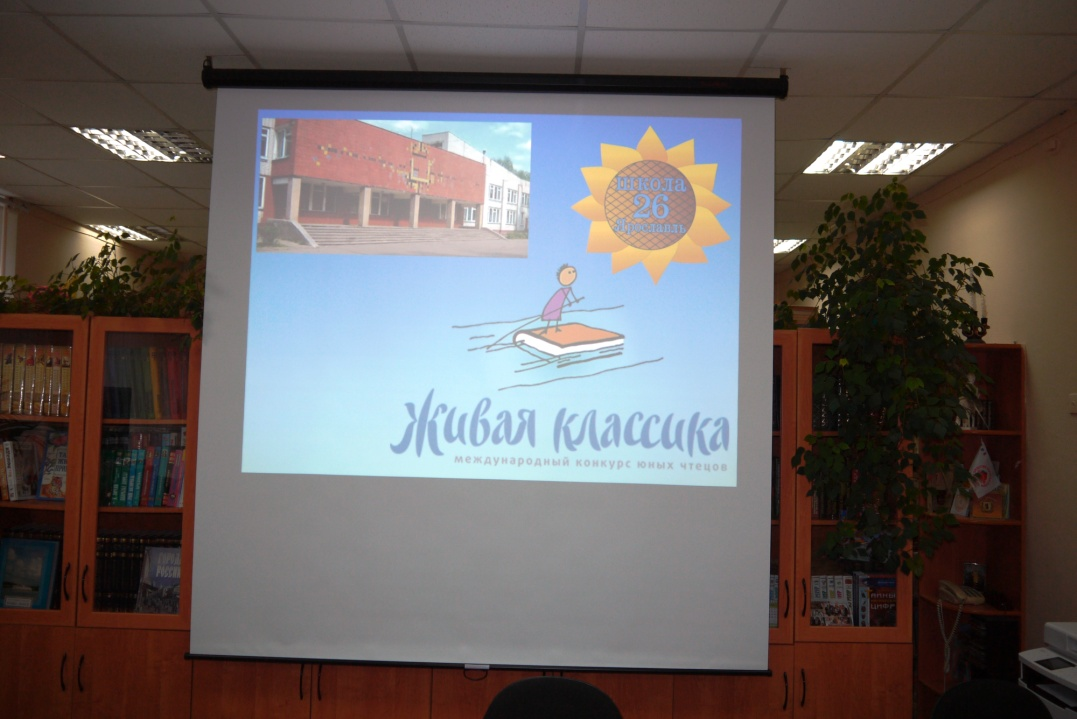 школа
26
Ярославль
Живая классика
международный конкурс юных чтецов